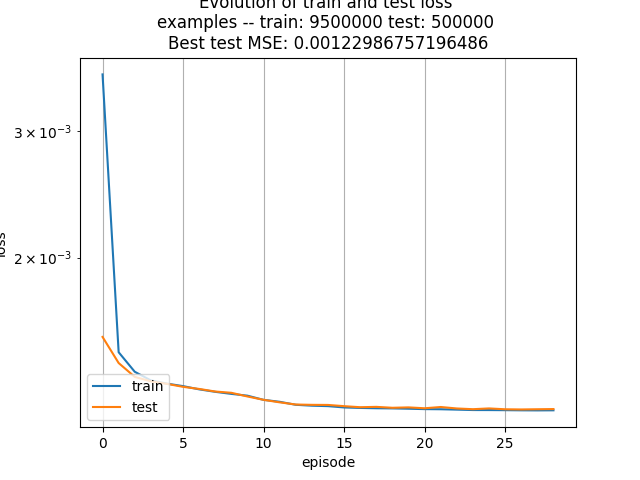 Evolution of train and test loss
examples -- train: 9500000 test: 500000
Best test MSE: 0.00122986757196486
3 × 10⁻³
2 × 10⁻³
loss
train
test
0 5 10 15 20 25
episode